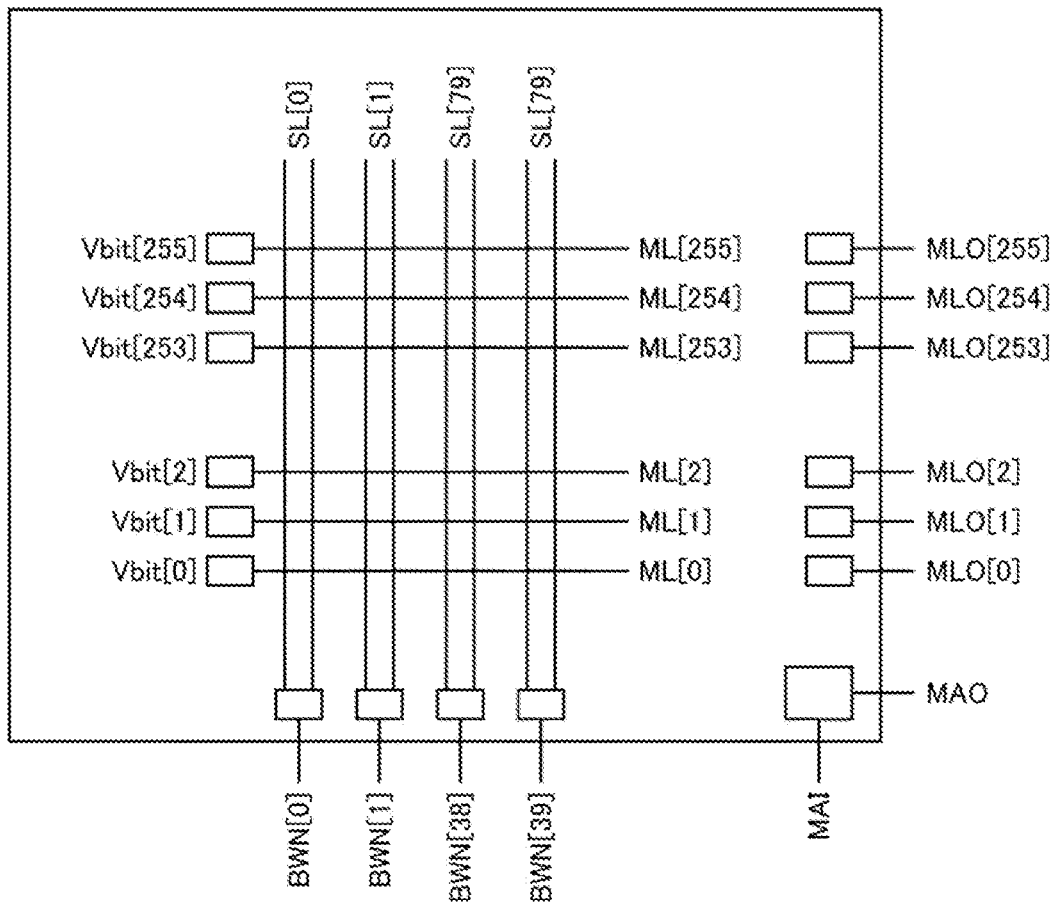 SL[0]
SL[1]
SL[79]
SL[79]
Vbit[255] ML[255] MLO[255]
Vbit[254] ML[254] MLO[254]
Vbit[253] ML[253] MLO[253]
Vbit[2] ML[2] MLO[2]
Vbit[1] ML[1] MLO[1]
Vbit[0] ML[0] MLO[0]
MAO
BWN[0]
BWN[1]
BWN[38]
BWN[39]
MAI